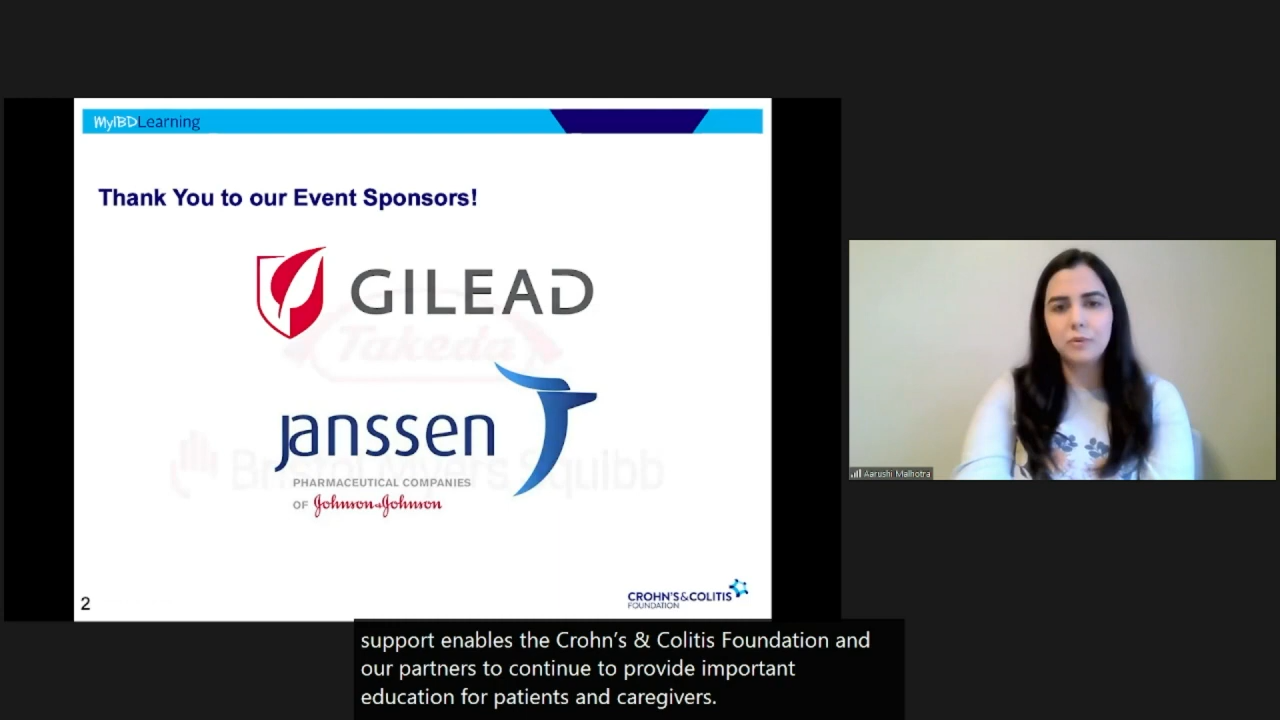 MyIBD Learning
Thank You to our Event Sponsors!
GILEAD
Takeda
janssen
Bristol Myers Squibb
PHARMACEUTICAL COMPANIES
OF Johnson & Johnson
2
CROHN'S & COLITIS
FOUNDATION
Aarushi Malhotra
support enables the Crohn's & Colitis Foundation and
our partners to continue to provide important
education for patients and caregivers.